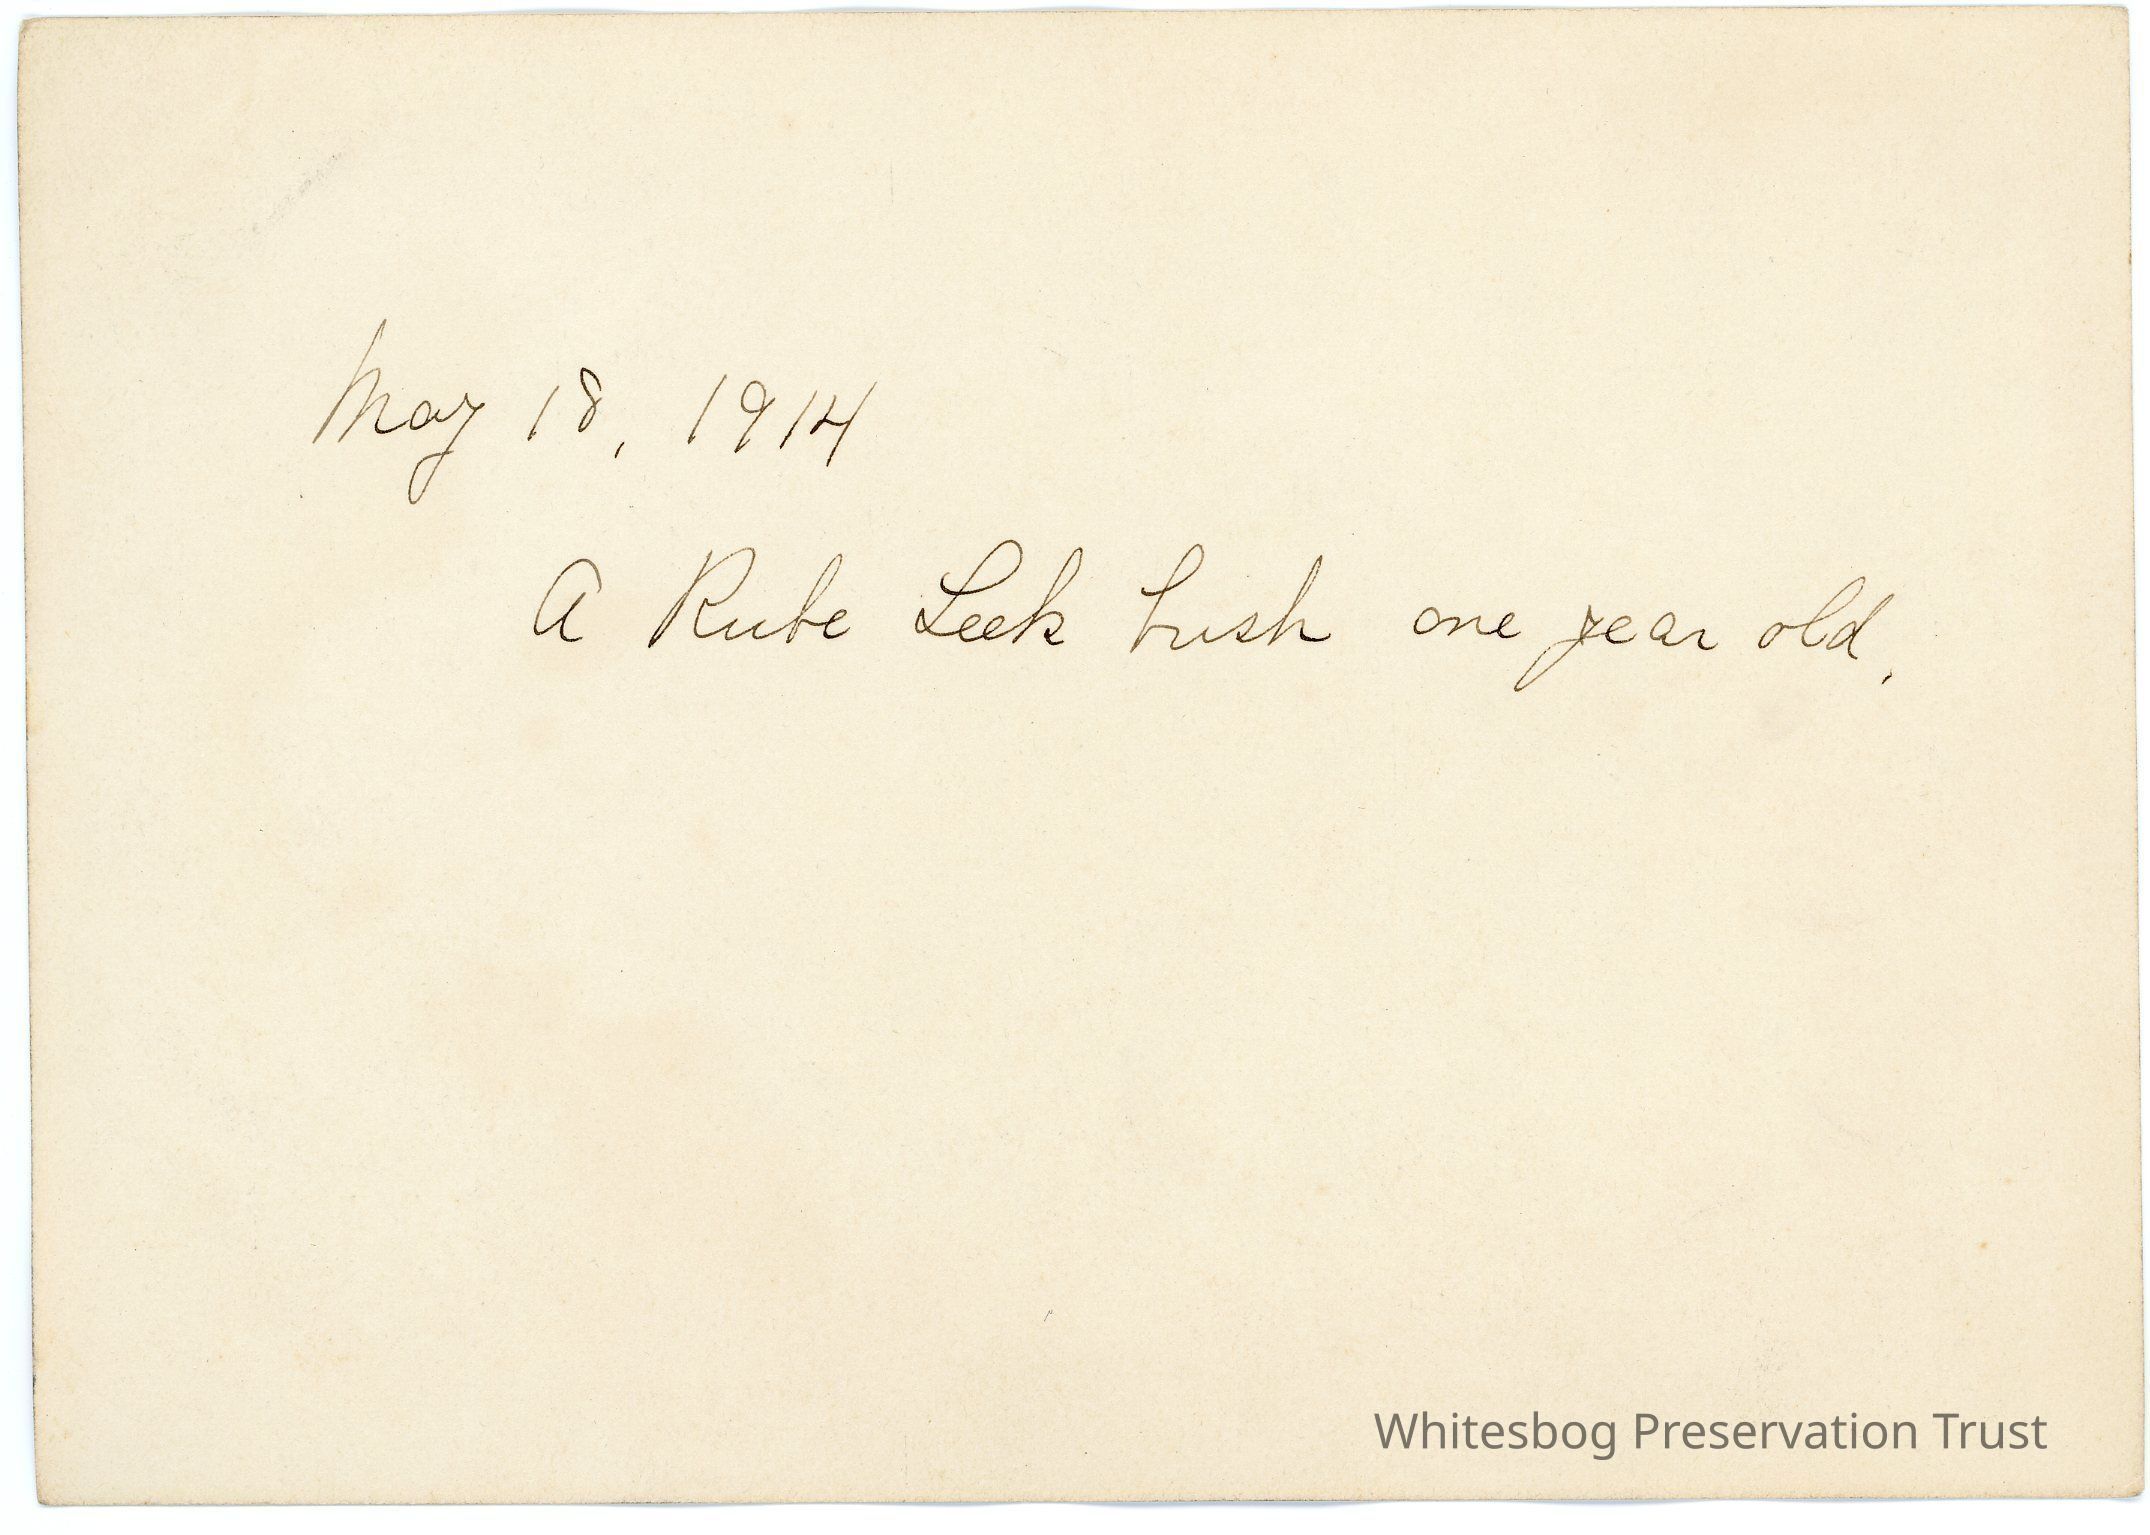 May 18, 1914
A Rube Leek bush one year old.
Whitesbog Preservation Trust